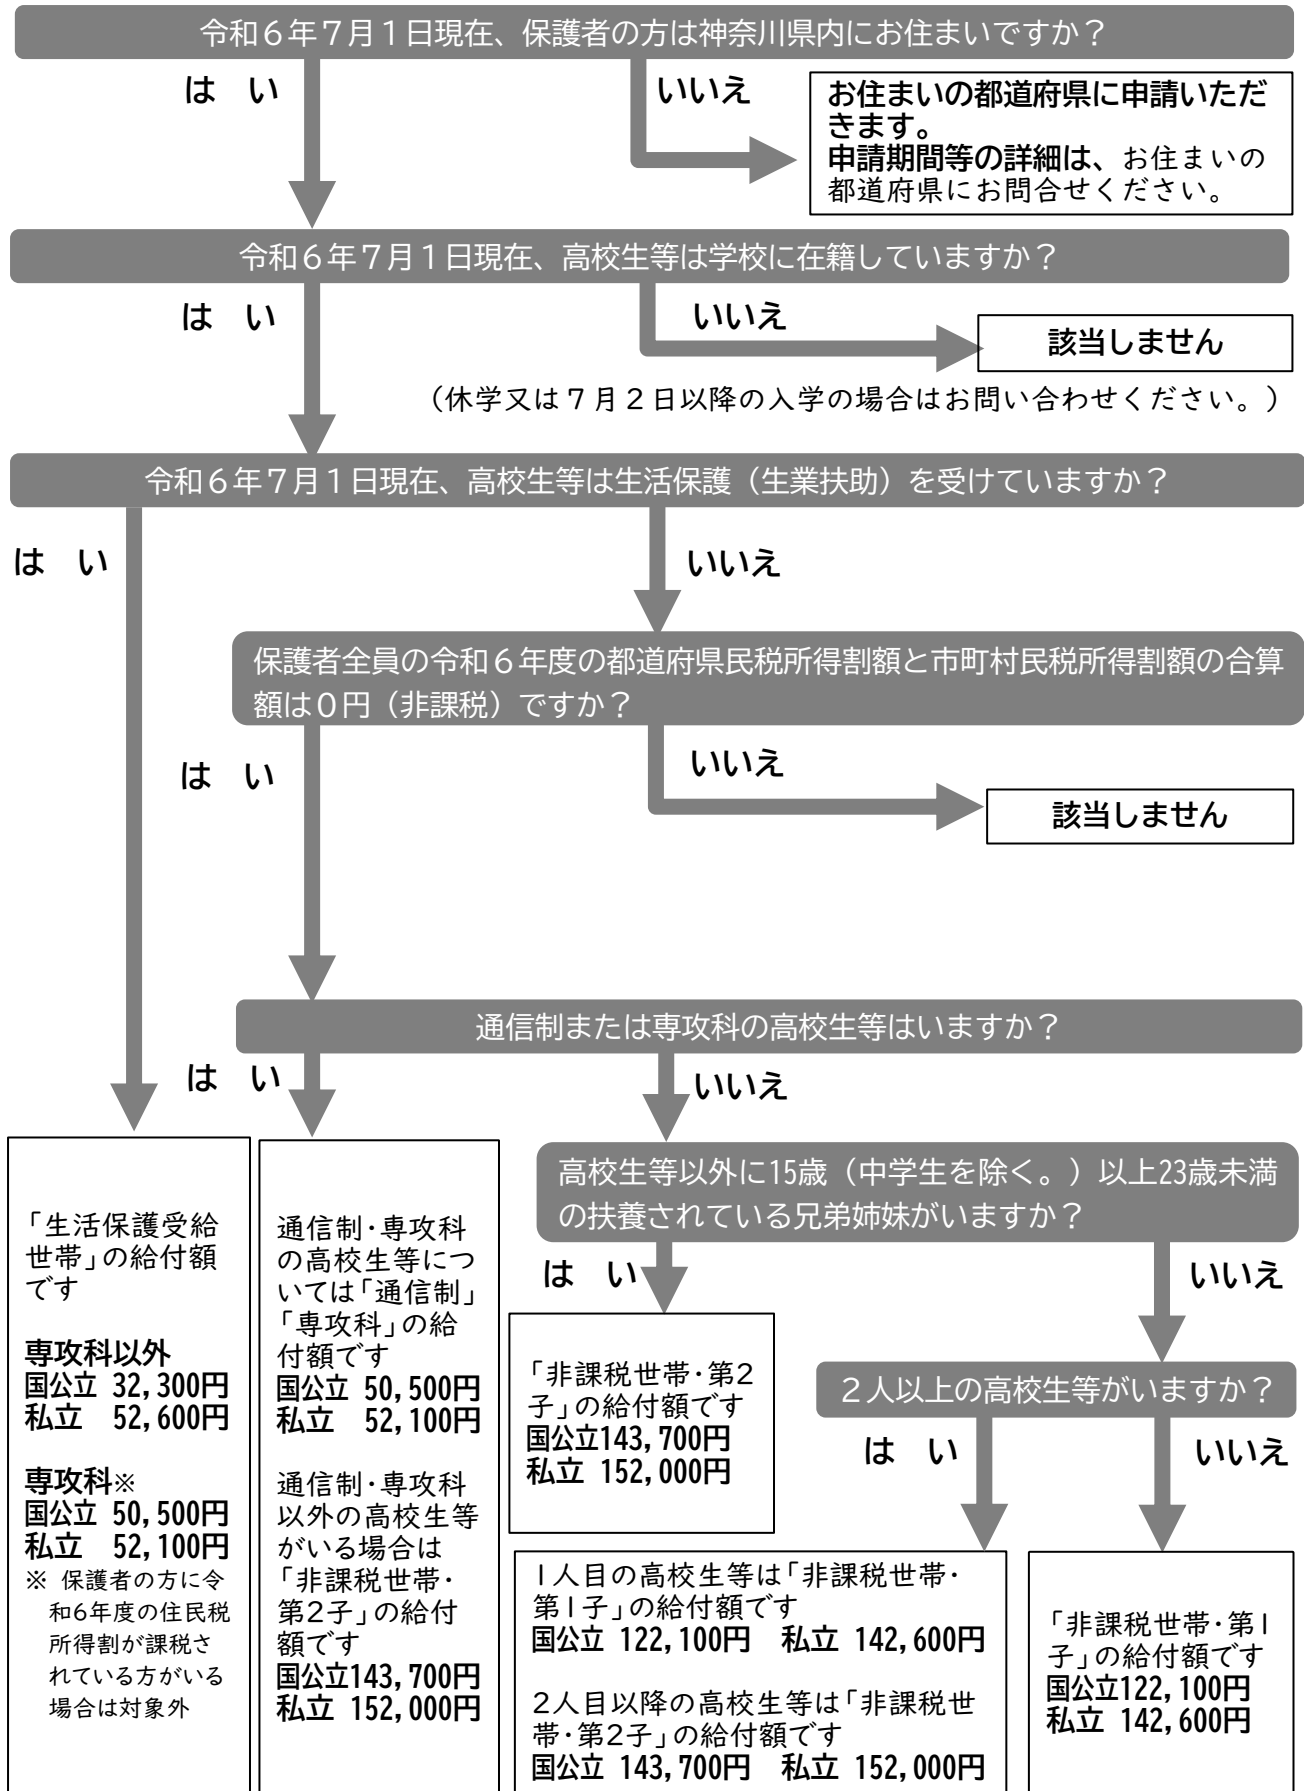 令和６年７月１日現在、保護者の方は神奈川県内にお住まいですか？
は　い
いいえ
お住まいの都道府県に申請いただ
きます。
申請期間等の詳細は、お住まいの
都道府県にお問合せください。
令和６年７月１日現在、高校生等は学校に在籍していますか？
は　い
いいえ
該当しません
（休学又は７月２日以降の入学の場合はお問い合わせください。）
令和６年７月１日現在、高校生等は生活保護（生業扶助）を受けていますか？
は　い
いいえ
保護者全員の令和６年度の都道府県民税所得割額と市町村民税所得割額の合算
額は０円（非課税）ですか？
は　い
いいえ
該当しません
通信制または専攻科の高校生等はいますか？
は　い
いいえ
「生活保護受給
世帯」の給付額
です
専攻科以外
国公立 32,300円
私立　52,600円
専攻科※
国公立 50,500円
私立　52,100円
※ 保護者の方に令
和6年度の住民税
所得割が課税さ
れている方がいる
場合は対象外
通信制・専攻科
の高校生等につ
いては「通信制」
「専攻科」の給
付額です
国公立 50,500円
私立　52,100円
通信制・専攻科
以外の高校生等
がいる場合は
「非課税世帯・
第2子」の給付
額です
国公立143,700円
私立 152,000円
高校生等以外に15歳（中学生を除く。）以上23歳未満
の扶養されている兄弟姉妹がいますか？
は　い
いいえ
「非課税世帯・第2
子」の給付額です
国公立143,700円
私立 152,000円
２人以上の高校生等がいますか？
は　い
いいえ
1人目の高校生等は「非課税世帯・
第1子」の給付額です
国公立 122,100円　私立 142,600円
2人目以降の高校生等は「非課税世
帯・第2子」の給付額です
国公立 143,700円　私立 152,000円
「非課税世帯・第1
子」の給付額です
国公立122,100円
私立 142,600円